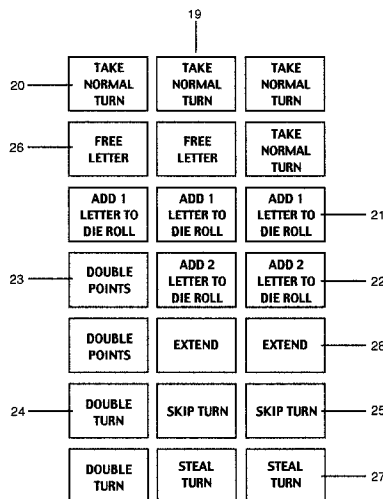 19
20
TAKE
NORMAL
TURN
TAKE
NORMAL
TURN
TAKE
NORMAL
TURN
26
FREE
LETTER
FREE
LETTER
TAKE
NORMAL
TURN
ADD 1
LETTER TO
DIE ROLL
ADD 1
LETTER TO
DIE ROLL
ADD 1
LETTER TO
DIE ROLL
21
23
DOUBLE
POINTS
ADD 2
LETTER TO
DIE ROLL
ADD 2
LETTER TO
DIE ROLL
22
DOUBLE
POINTS
EXTEND
EXTEND
28
24
DOUBLE
TURN
SKIP TURN
SKIP TURN
25
DOUBLE
TURN
STEAL
TURN
STEAL
TURN
27